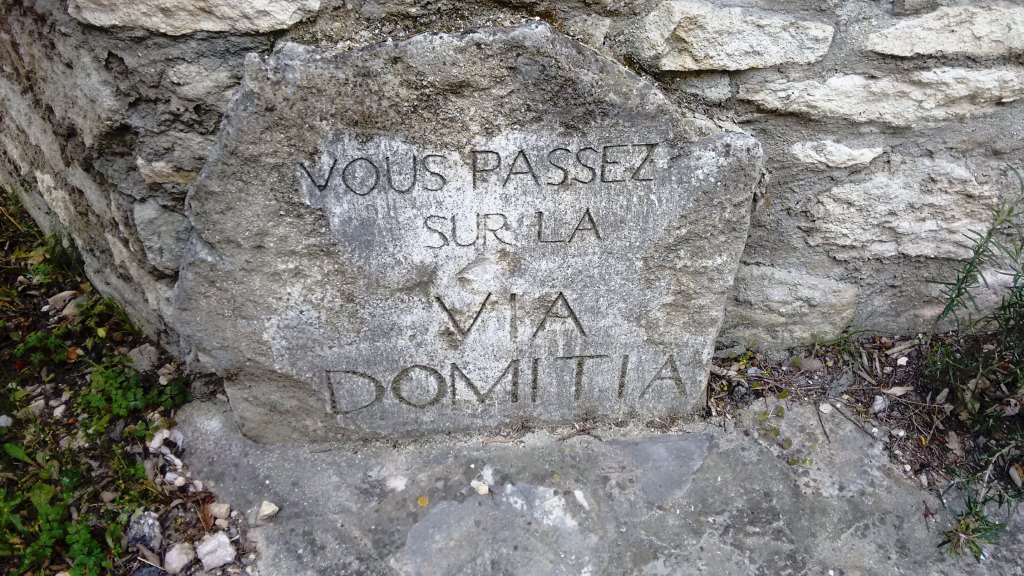 VOUS PASSEZ
SUR LA
VIA
DOMITIA